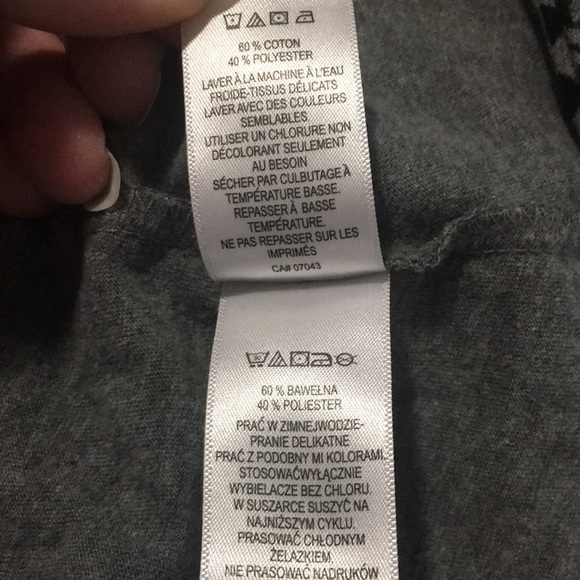 60 % COTON
40 % POLYESTER
LAVER À LA MACHINE À L'EAU
FROIDE-TISSUS DÉLICATS
LAVER AVEC DES COULEURS
SEMBLABLES.
UTILISER UN CHLORURE NON
DÉCOLORANT SEULEMENT
AU BESOIN
SÉCHER PAR CULBUTAGE À
TEMPÉRATURE BASSE.
REPASSER À BASSE
TEMPÉRATURE.
NE PAS REPASSER SUR LES
IMPRIMÉS
CA# 07043
30
60 % BAWEŁNA
40 % POLIESTER
PRAĆ W ZIMNEJWODZIE-
PRANIE DELIKATNE
PRAĆ Z PODOBNY MI KOLORAMI.
STOSOWAĆWYŁĄCZNIE
WYBIELACZE BEZ CHLORU.
W SUSZARCE SUSZYĆ NA
NAJNIŻSZYM CYKLU.
PRASOWAĆ CHŁODNYM
ŻELAZKIEM.
NIE PRASOWAĆ NADRUKÓW